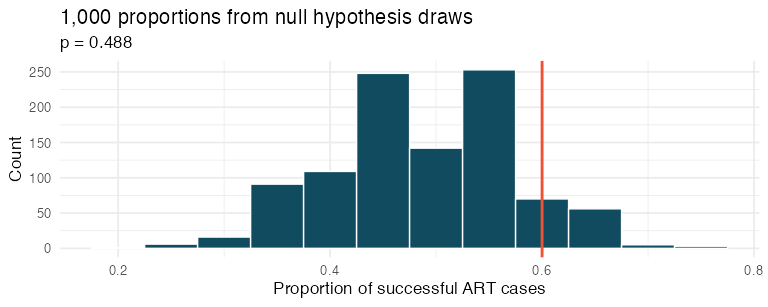 1,000 proportions from null hypothesis draws
p = 0.488
250
200
150
100
50
0
Count
0.2 0.4 0.6 0.8
Proportion of successful ART cases